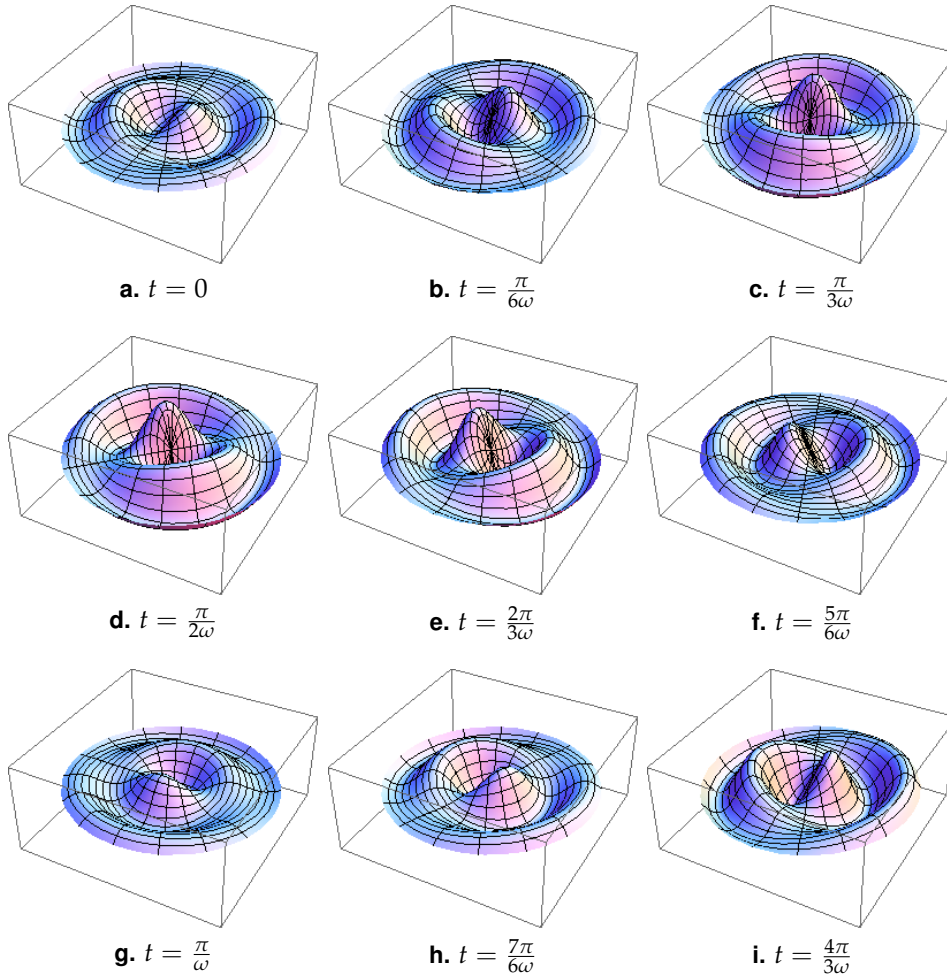 a. t = 0
b. t = π/6ω
c. t = π/3ω
d. t = π/2ω
e. t = 2π/3ω
f. t = 5π/6ω
g. t = π/ω
h. t = 7π/6ω
i. t = 4π/3ω